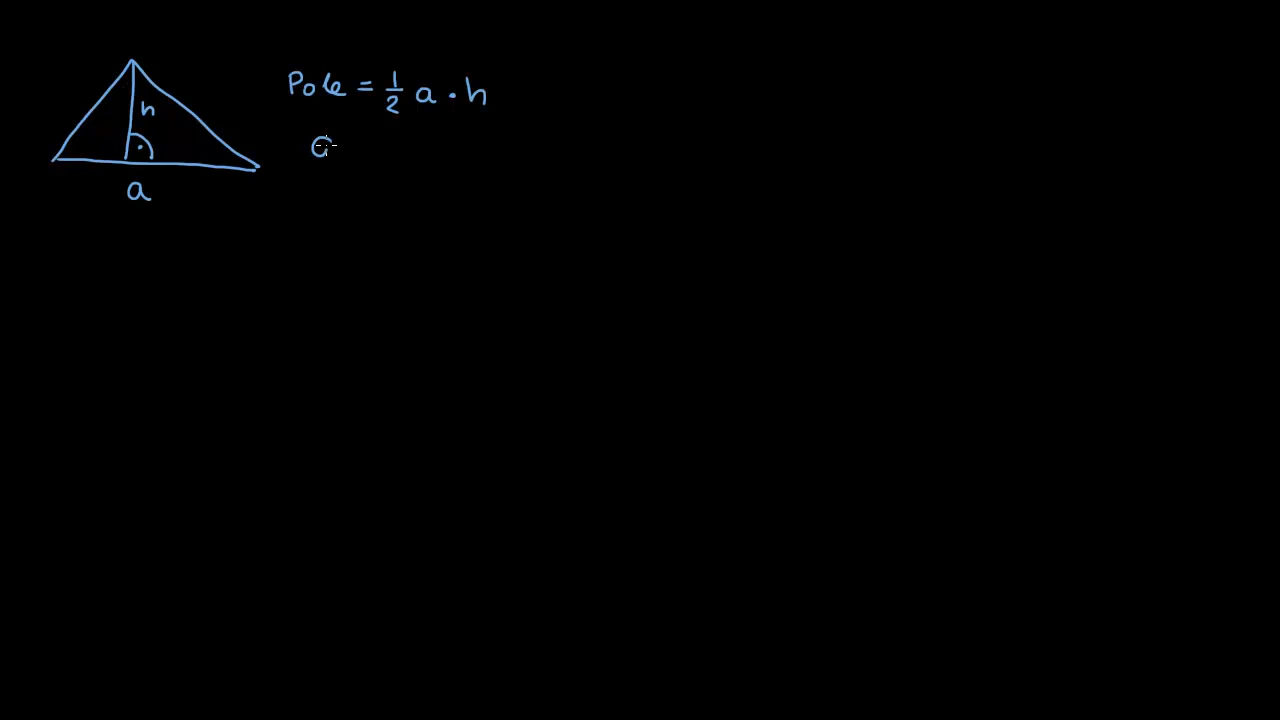 Pole = 1/2 a · h
h
a